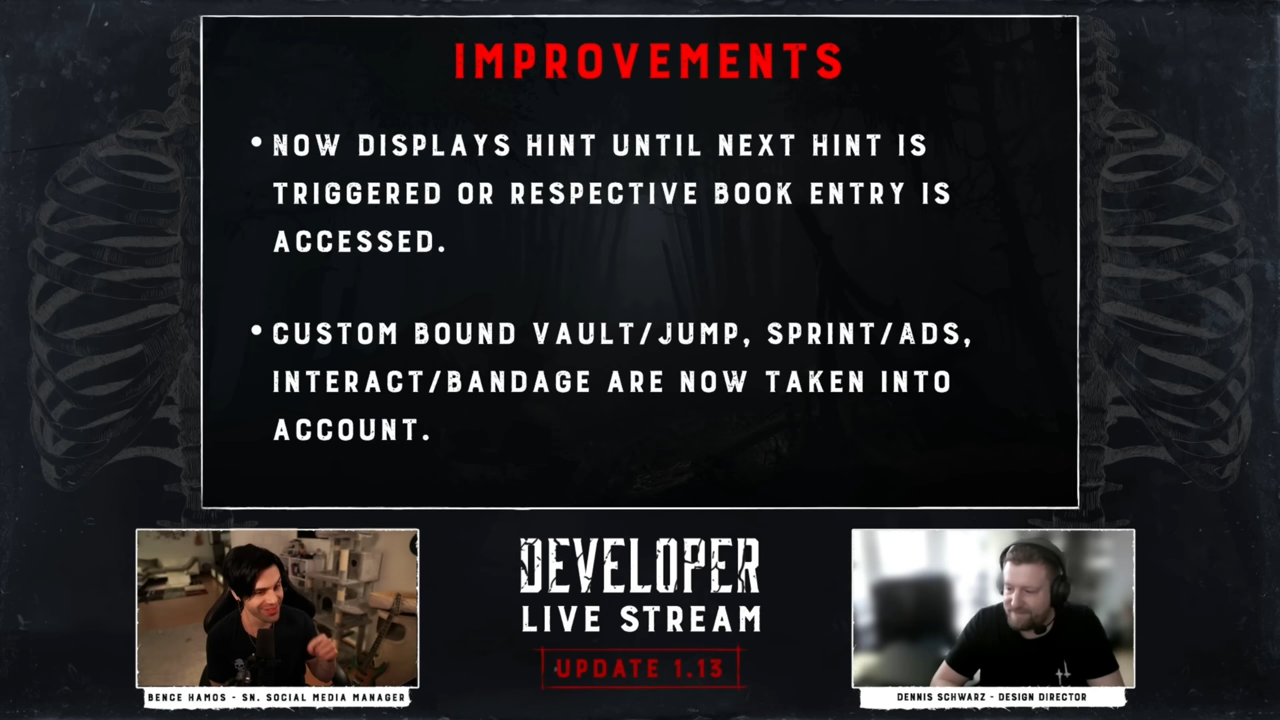 IMPROVEMENTS
• NOW DISPLAYS HINT UNTIL NEXT HINT IS
TRIGGERED OR RESPECTIVE BOOK ENTRY IS
ACCESSED.
• CUSTOM BOUND VAULT/JUMP, SPRINT/ADS,
INTERACT/BANDAGE ARE NOW TAKEN INTO
ACCOUNT.
DEVELOPER
LIVE STREAM
UPDATE 1.13
BENCE HAMOS - SN. SOCIAL MEDIA MANAGER
DENNIS SCHWARZ - DESIGN DIRECTOR